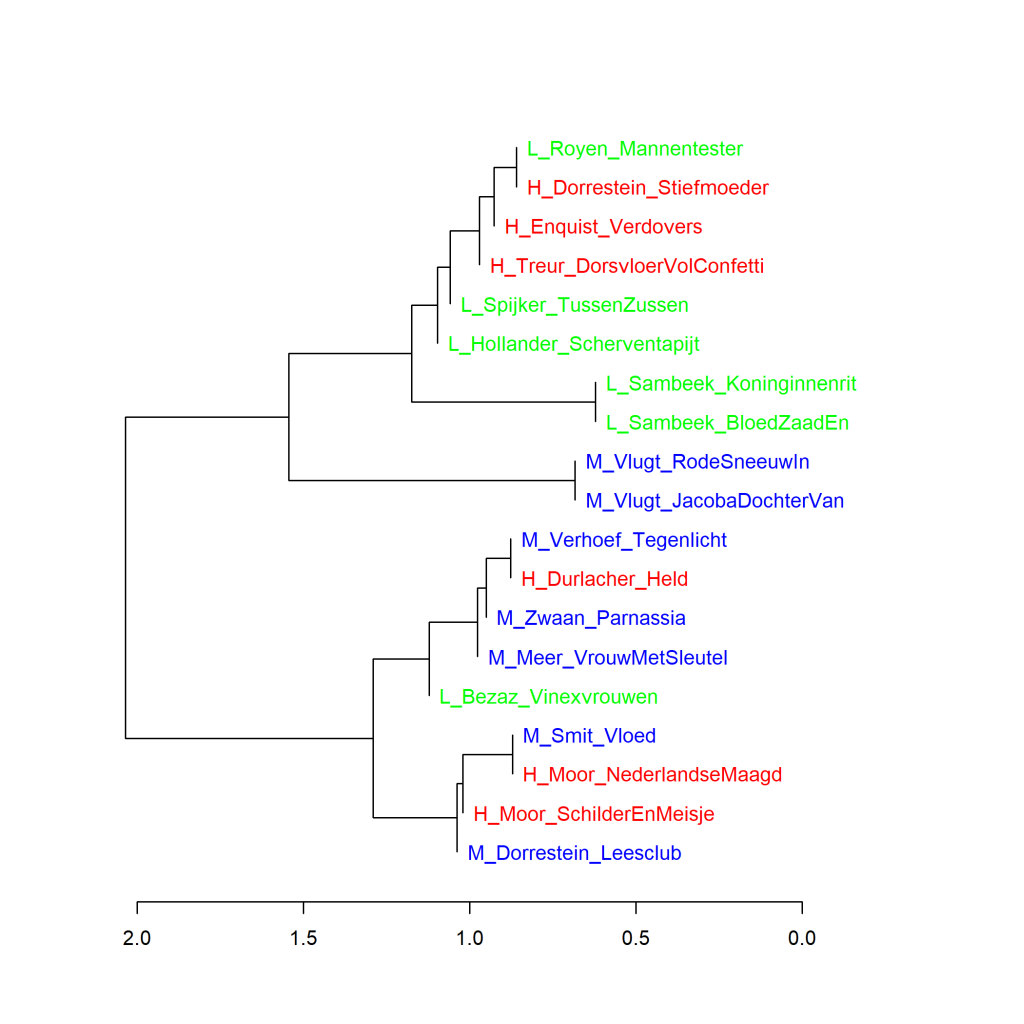 L_Royen_Mannentester
H_Dorrestein_Stiefmoeder
H_Enquist_Verdovers
H_Treur_DorsvloerVolConfetti
L_Spijker_TussenZussen
L_Hollander_Scherventapijt
L_Sambeek_Koninginnenrit
L_Sambeek_BloedZaadEn
M_Vlugt_RodeSneeuwIn
M_Vlugt_JacobaDochterVan
M_Verhoef_Tegenlicht
H_Durlacher_Held
M_Zwaan_Parnassia
M_Meer_VrouwMetSleutel
L_Bezaz_Vinexvrouwen
M_Smit_Vloed
H_Moor_NederlandseMaagd
H_Moor_SchilderEnMeisje
M_Dorrestein_Leesclub
2.0 1.5 1.0 0.5 0.0